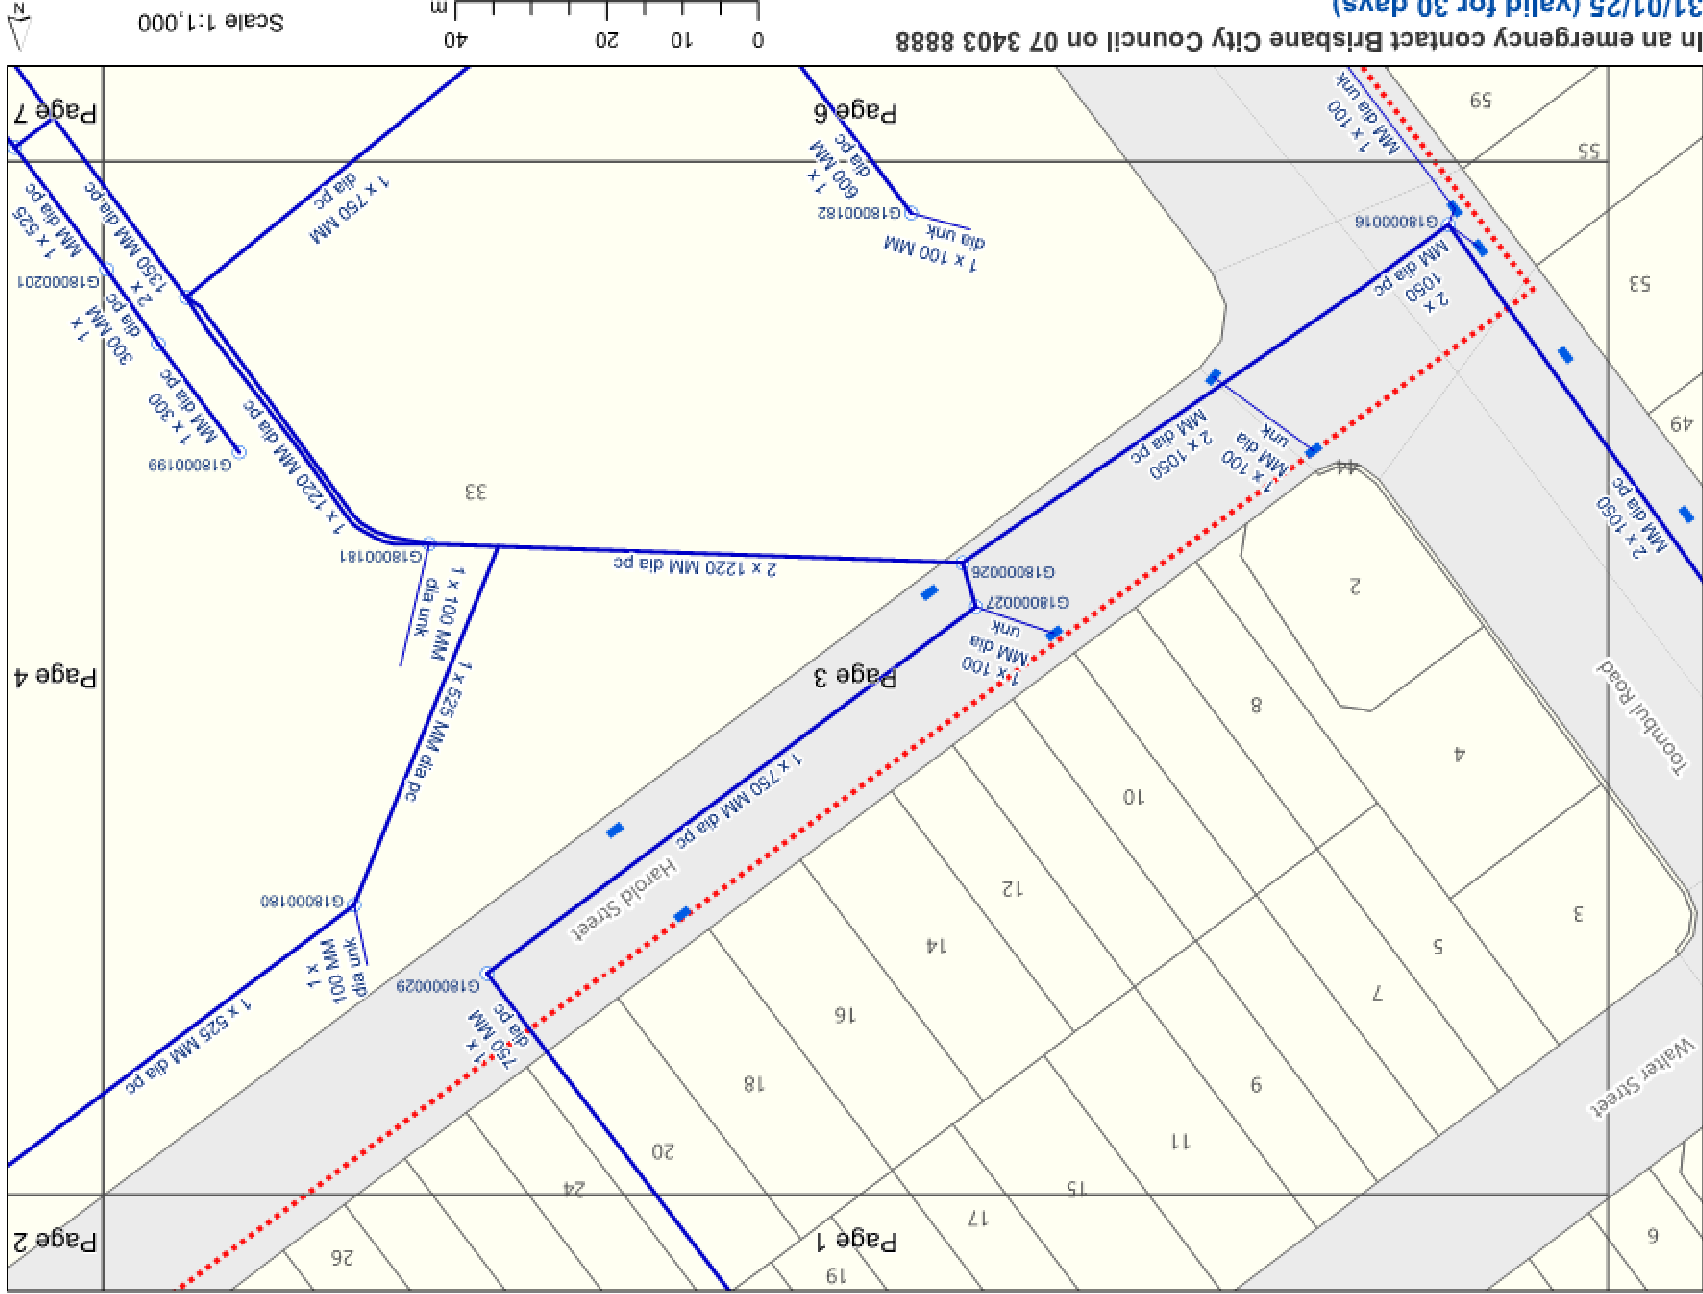 19
Page 1
26
Page 2
6
17
24
15
20
11
Walter Street
9
18
1 x 525 MM dia pc
1 x
750 MM
dia pc
7
16
G18000029
1 x
100 MM
dia unk
5
14
3
Harold Street
12
G18000180
10
1 x 750 MM dia pc
4
8
Toombul Road
1 x 525 MM dia pc
Page 3
Page 4
1 x 100
MM dia
unk
2
G18000027
G18000026
1 x 100 MM
dia unk
2 x 1220 MM dia pc
G18000181
2 x 1050
MM dia pc
33
1 x 1220 MM dia pc
44
1 x 100
MM dia
unk
2 x 1050
MM dia pc
G18000199
49
1 x 300
MM dia pc
53
2 x
1050
MM dia pc
1 x
300 MM
dia pc
2 x
1350 MM dia pc
G18000201
1 x 100 MM
dia unk
G18000016
G18000182
1 x 750 MM
dia pc
1 x 525
MM dia pc
1 x
600 MM
dia pc
55
59
1 x 100
MM dia unk
Page 6
Page 7
In an emergency contact Brisbane City Council on 07 3403 8888
31/01/25 (valid for 30 days)
0 10 20 40
m
Scale 1:1,000
N